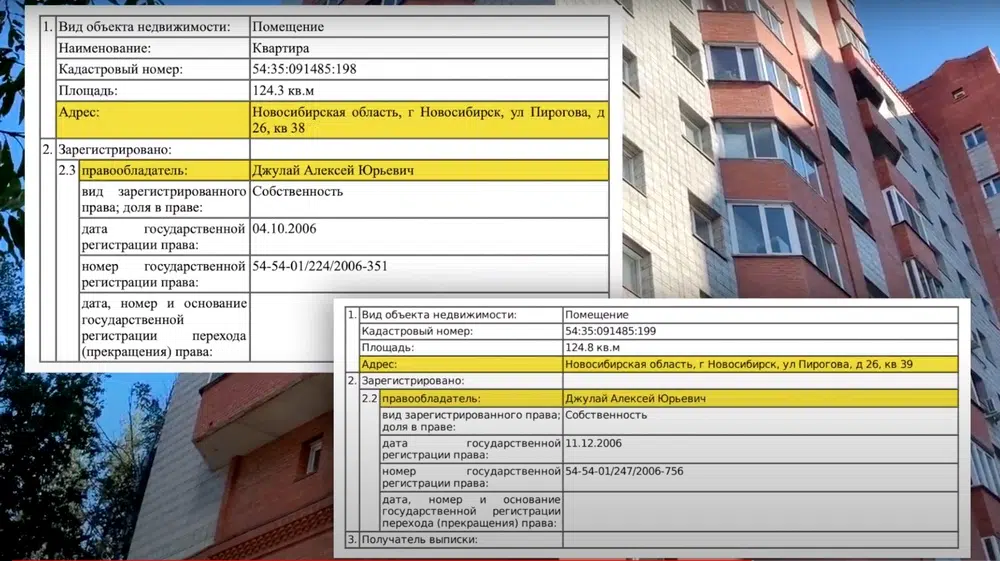 1. Вид объекта недвижимости: Помещение
Наименование: Квартира
Кадастровый номер: 54:35:091485:198
Площадь: 124.3 кв.м
Адрес: Новосибирская область, г Новосибирск, ул Пирогова, д
26, кв 38
2. Зарегистрировано:
2.3 правообладатель: Джулай Алексей Юрьевич
вид зарегистрированного Собственность
права; доля в праве:
дата государственной 04.10.2006
регистрации права:
номер государственной 54-54-01/224/2006-351
регистрации права:
дата, номер и основание
государственной
регистрации перехода
(прекращения) права:
1. Вид объекта недвижимости: Помещение
Кадастровый номер: 54:35:091485:199
Площадь: 124.8 кв.м
Адрес: Новосибирская область, г Новосибирск, ул Пирогова, д 26, кв 39
2. Зарегистрировано:
2.2 правообладатель: Джулай Алексей Юрьевич
вид зарегистрированного права; Собственность
доля в праве:
дата государственной 11.12.2006
регистрации права:
номер государственной 54-54-01/247/2006-756
регистрации права:
дата, номер и основание
государственной регистрации
перехода (прекращения) права:
3. Получатель выписки: